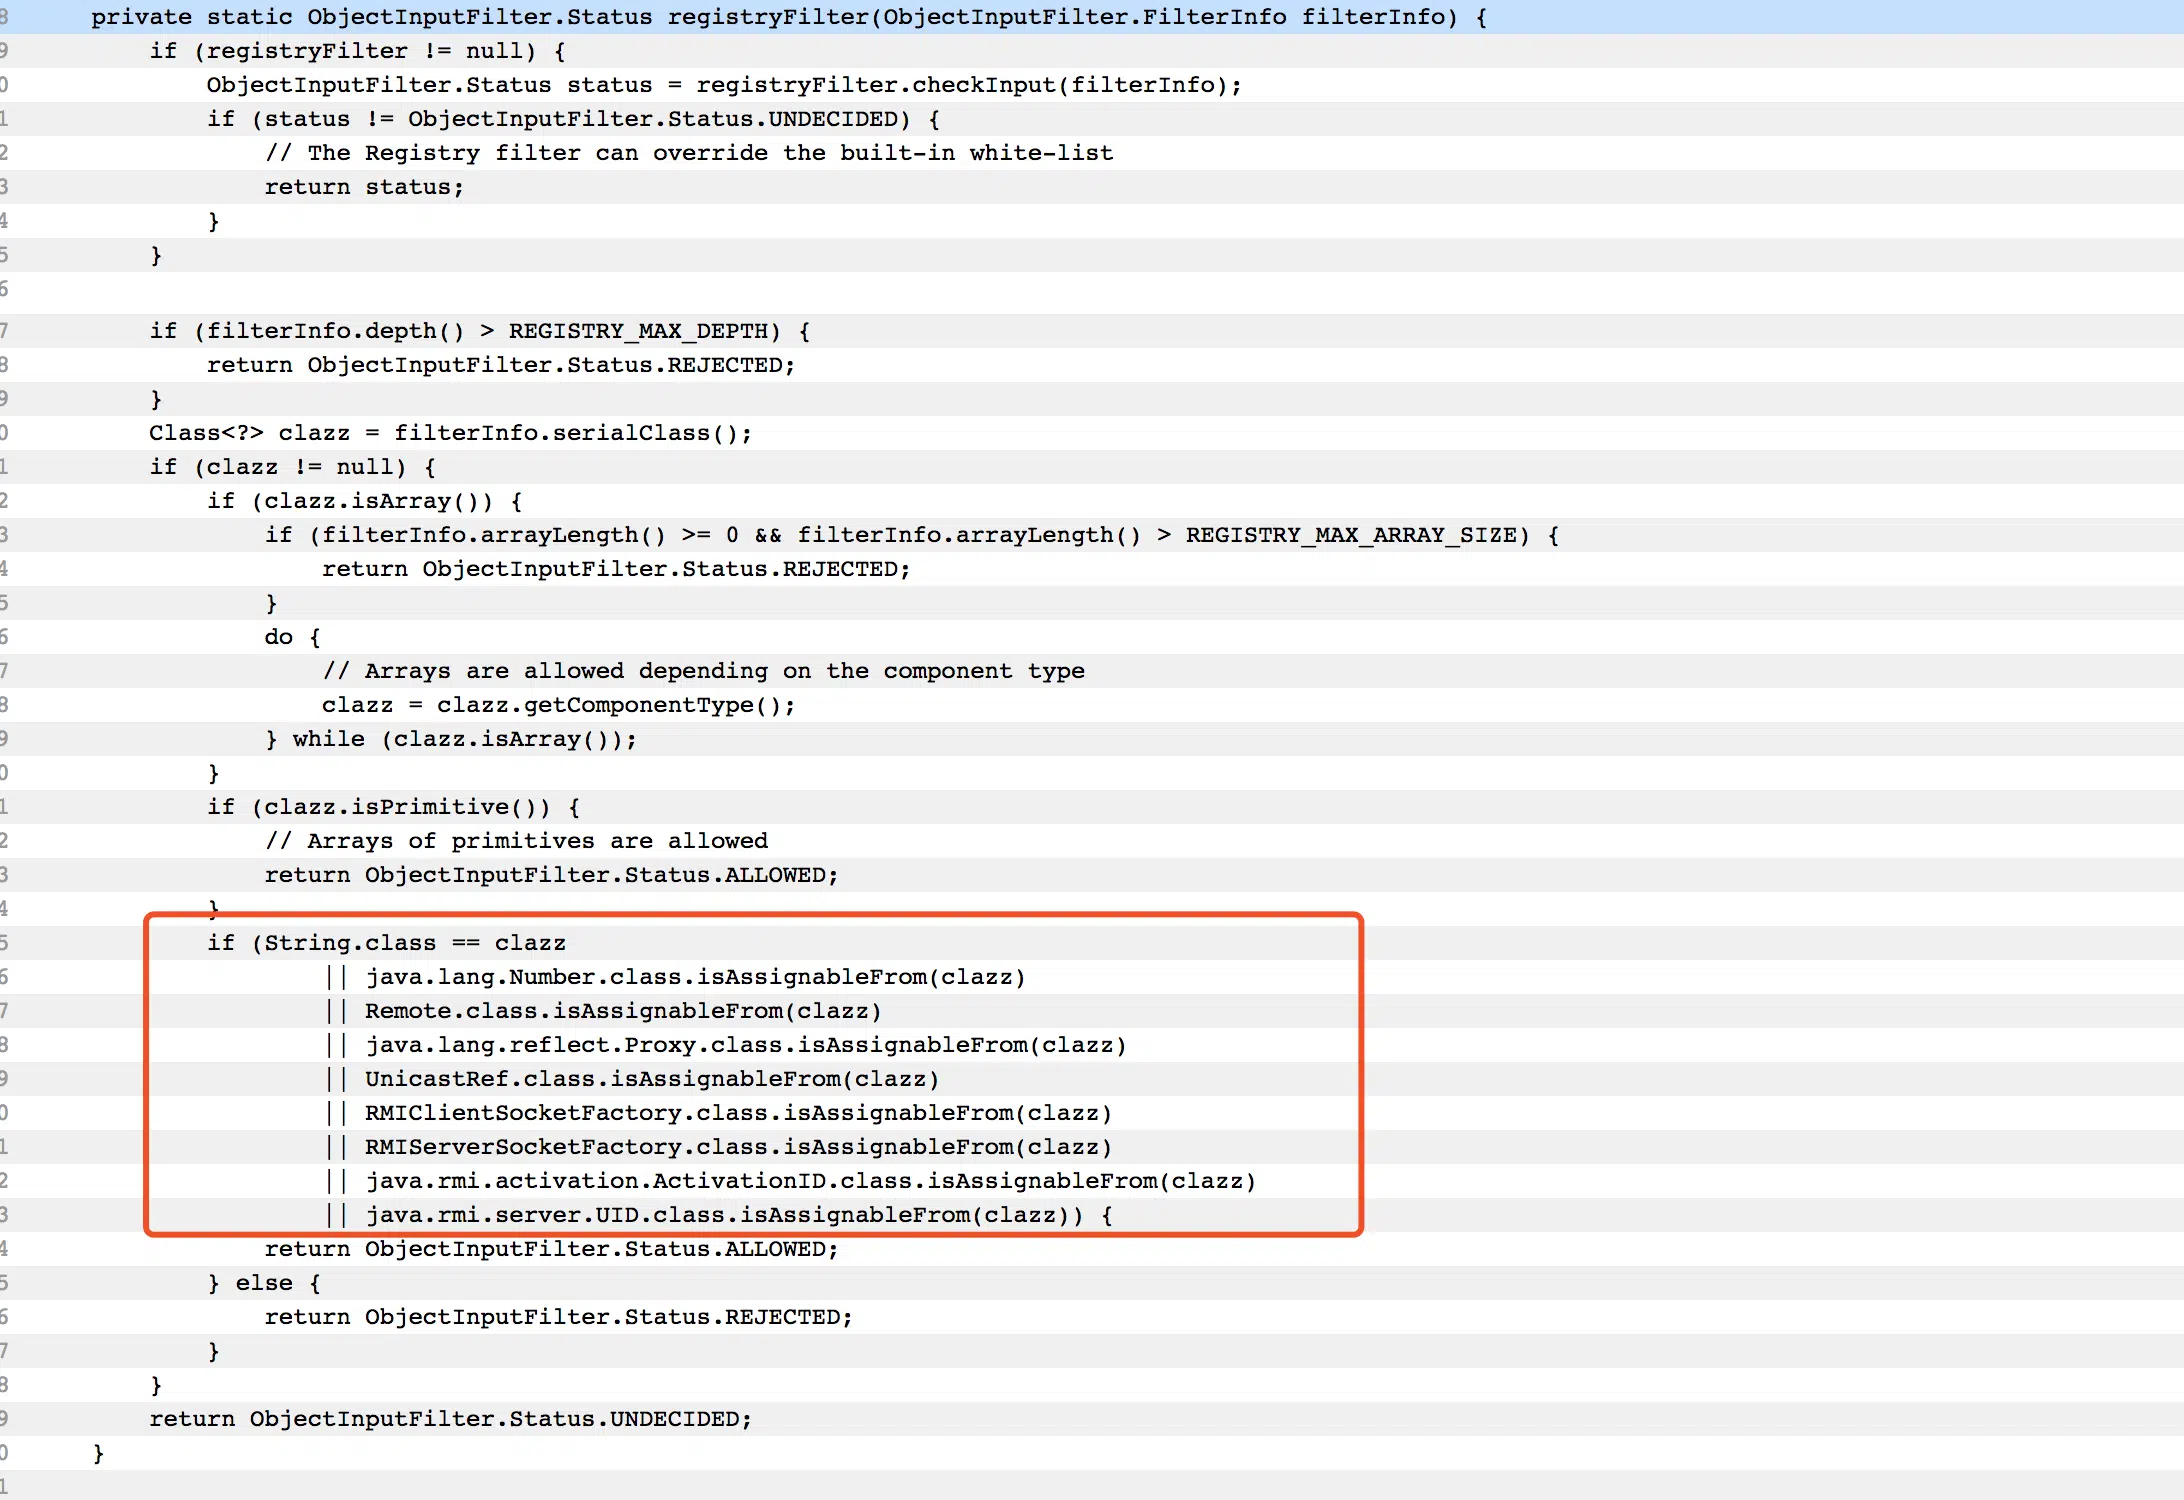 8    private static ObjectInputFilter.Status registryFilter(ObjectInputFilter.FilterInfo filterInfo) {
9        if (registryFilter != null) {
0            ObjectInputFilter.Status status = registryFilter.checkInput(filterInfo);
1            if (status != ObjectInputFilter.Status.UNDECIDED) {
2                // The Registry filter can override the built-in white-list
3                return status;
4            }
5        }
6
7        if (filterInfo.depth() > REGISTRY_MAX_DEPTH) {
8            return ObjectInputFilter.Status.REJECTED;
9        }
0        Class<?> clazz = filterInfo.serialClass();
1        if (clazz != null) {
2            if (clazz.isArray()) {
3                if (filterInfo.arrayLength() >= 0 && filterInfo.arrayLength() > REGISTRY_MAX_ARRAY_SIZE) {
4                    return ObjectInputFilter.Status.REJECTED;
5                }
6                do {
7                    // Arrays are allowed depending on the component type
8                    clazz = clazz.getComponentType();
9                } while (clazz.isArray());
0            }
1            if (clazz.isPrimitive()) {
2                // Arrays of primitives are allowed
3                return ObjectInputFilter.Status.ALLOWED;
4            }
5            if (String.class == clazz
6                    || java.lang.Number.class.isAssignableFrom(clazz)
7                    || Remote.class.isAssignableFrom(clazz)
8                    || java.lang.reflect.Proxy.class.isAssignableFrom(clazz)
9                    || UnicastRef.class.isAssignableFrom(clazz)
0                    || RMIClientSocketFactory.class.isAssignableFrom(clazz)
1                    || RMIServerSocketFactory.class.isAssignableFrom(clazz)
2                    || java.rmi.activation.ActivationID.class.isAssignableFrom(clazz)
3                    || java.rmi.server.UID.class.isAssignableFrom(clazz)) {
4                return ObjectInputFilter.Status.ALLOWED;
5            } else {
6                return ObjectInputFilter.Status.REJECTED;
7            }
8        }
9        return ObjectInputFilter.Status.UNDECIDED;
0    }
1